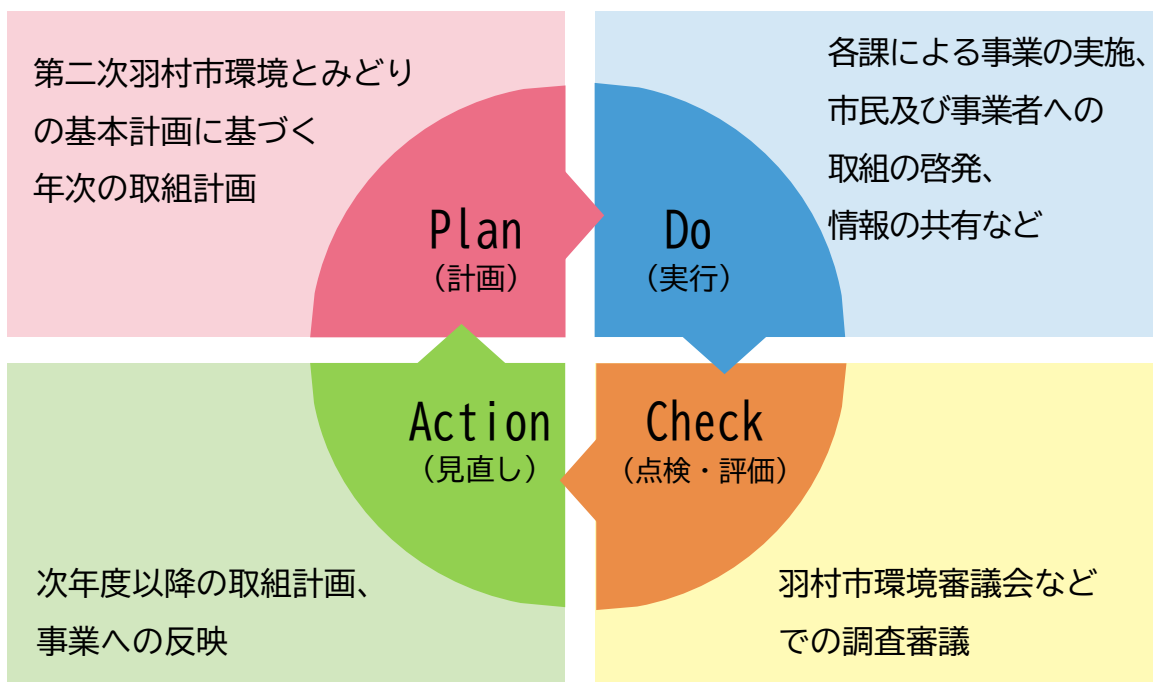 第二次羽村市環境とみどり
の基本計画に基づく
年次の取組計画
Plan
（計画）
各課による事業の実施、
市民及び事業者への
取組の啓発、
情報の共有など
Do
（実行）
Action
（見直し）
次年度以降の取組計画、
事業への反映
Check
（点検・評価）
羽村市環境審議会など
での調査審議